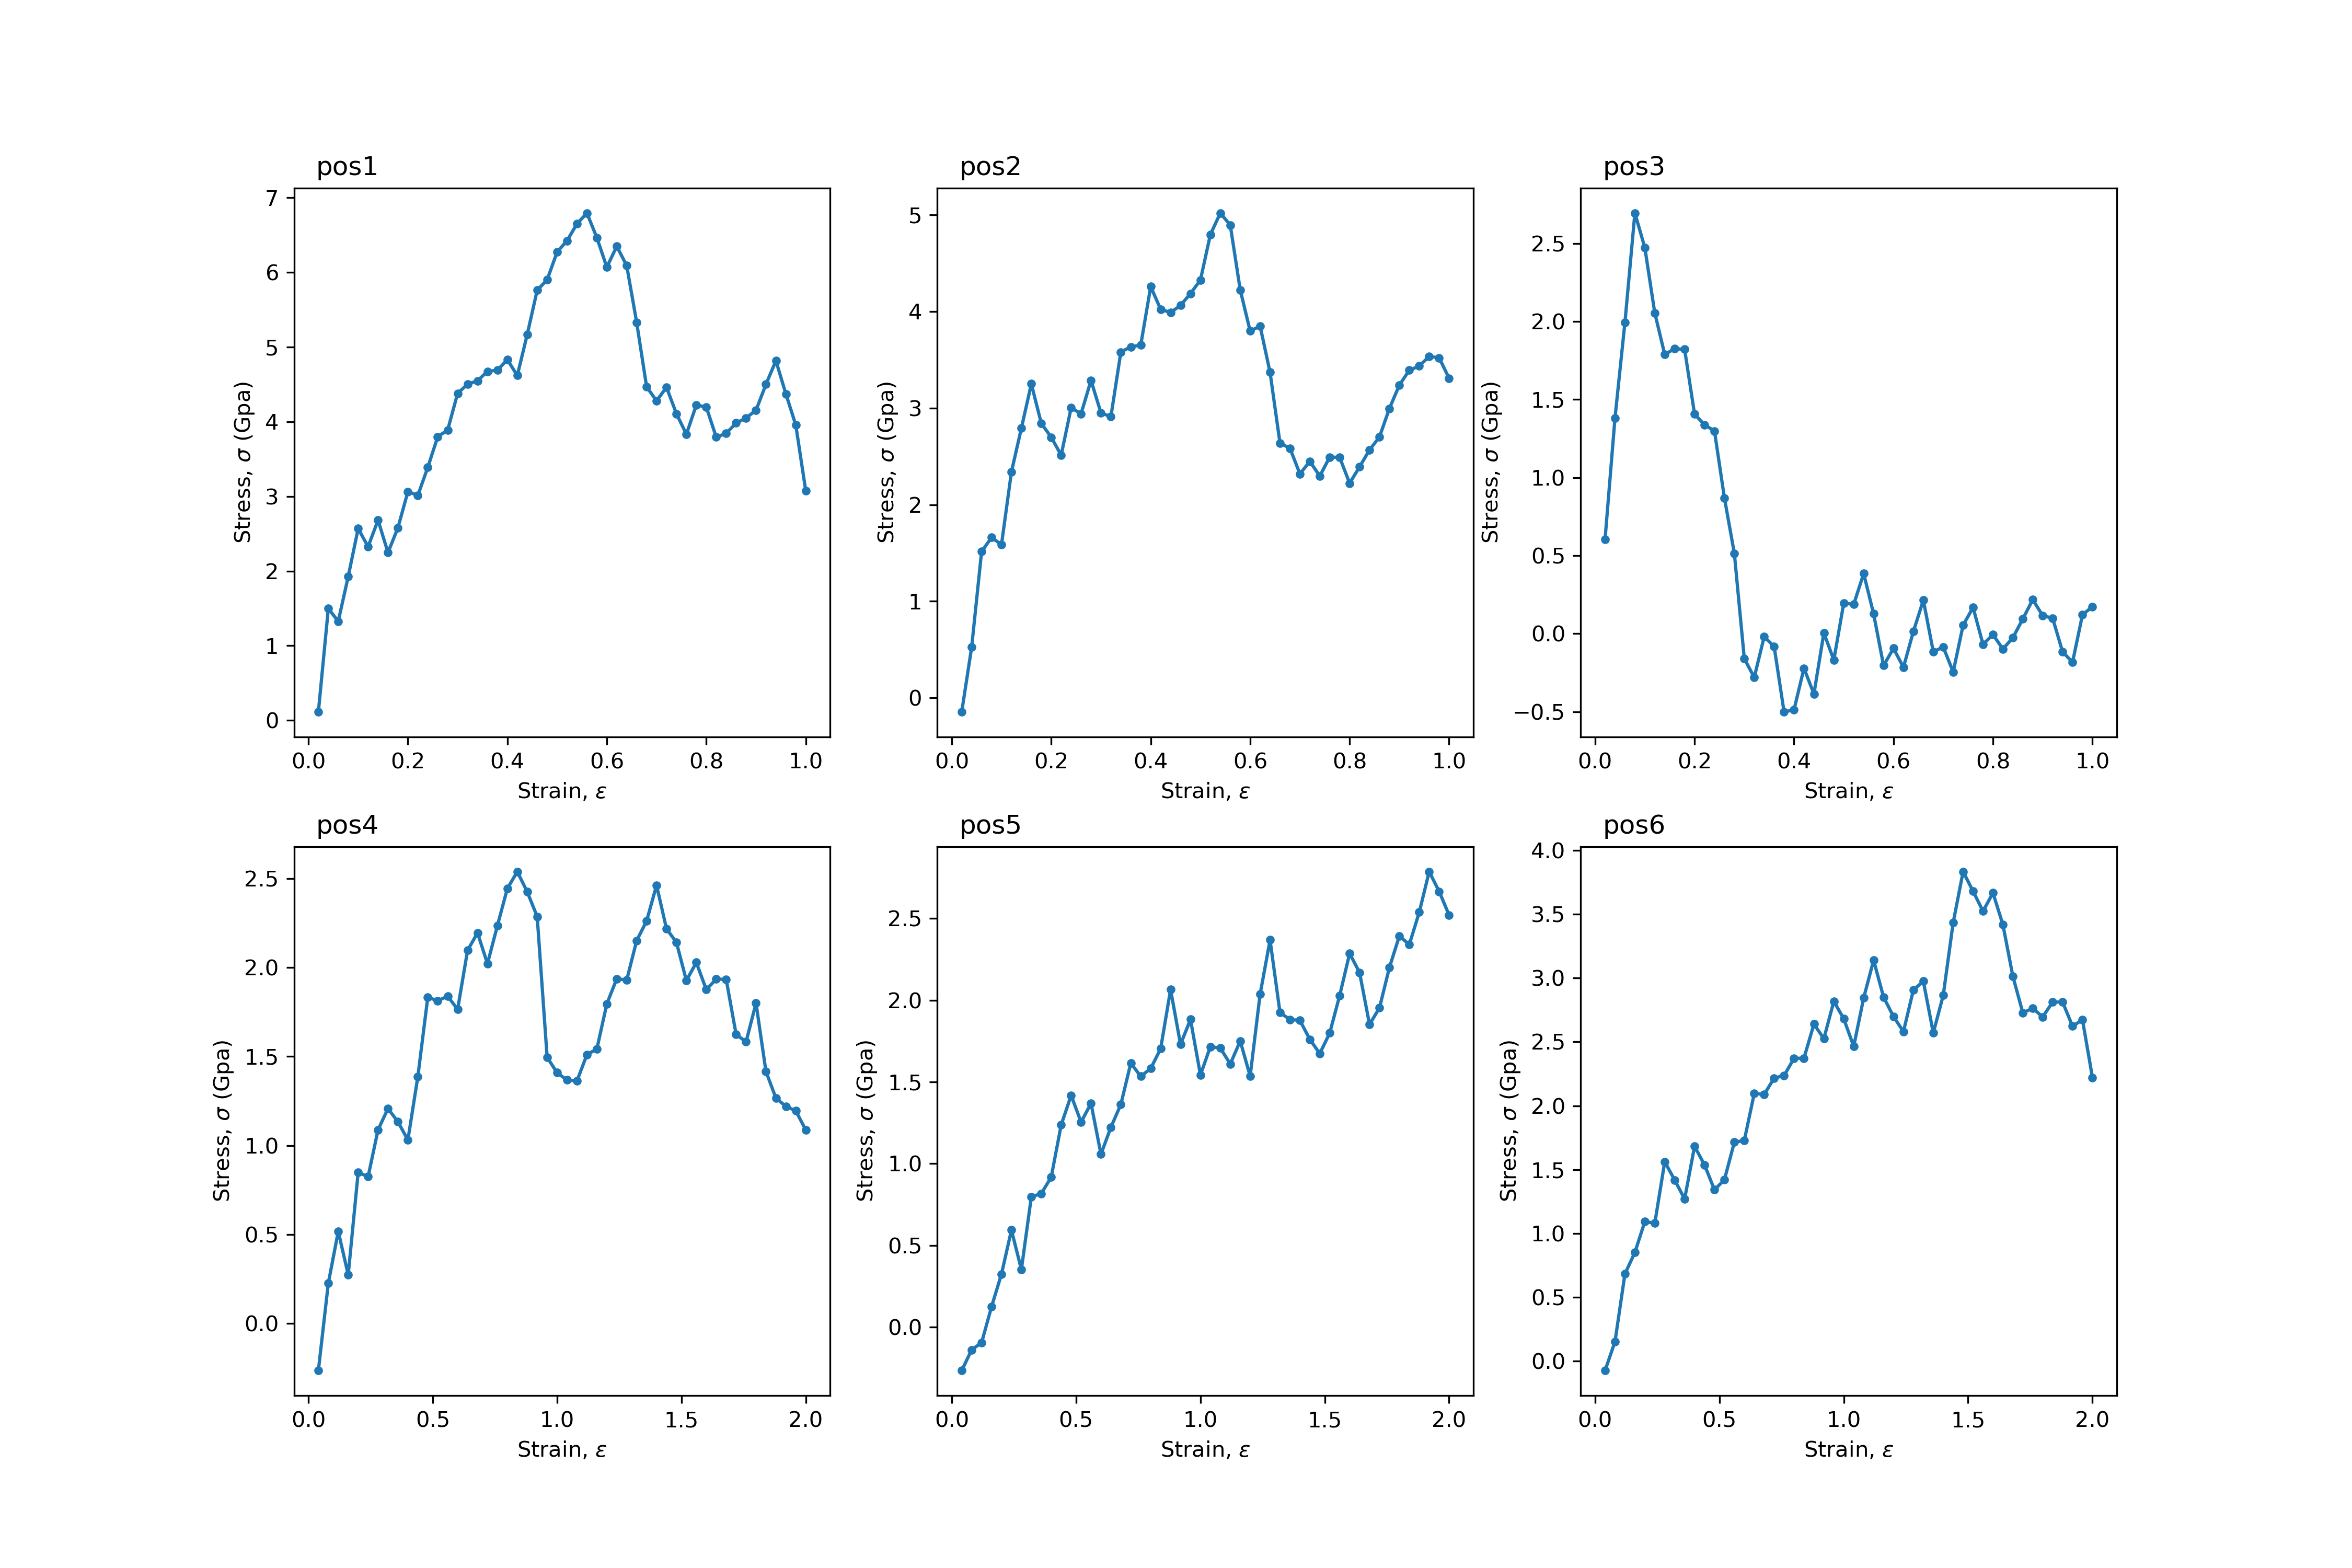 pos1
7
6
5
4
3
2
1
0
Stress, σ (Gpa)
0.0 0.2 0.4 0.6 0.8 1.0
Strain, ε
pos2
5
4
3
2
1
0
Stress, σ (Gpa)
0.0 0.2 0.4 0.6 0.8 1.0
Strain, ε
pos3
2.5
2.0
1.5
1.0
0.5
0.0
−0.5
Stress, σ (Gpa)
0.0 0.2 0.4 0.6 0.8 1.0
Strain, ε
pos4
2.5
2.0
1.5
1.0
0.5
0.0
Stress, σ (Gpa)
0.0 0.5 1.0 1.5 2.0
Strain, ε
pos5
2.5
2.0
1.5
1.0
0.5
0.0
Stress, σ (Gpa)
0.0 0.5 1.0 1.5 2.0
Strain, ε
pos6
4.0
3.5
3.0
2.5
2.0
1.5
1.0
0.5
0.0
Stress, σ (Gpa)
0.0 0.5 1.0 1.5 2.0
Strain, ε